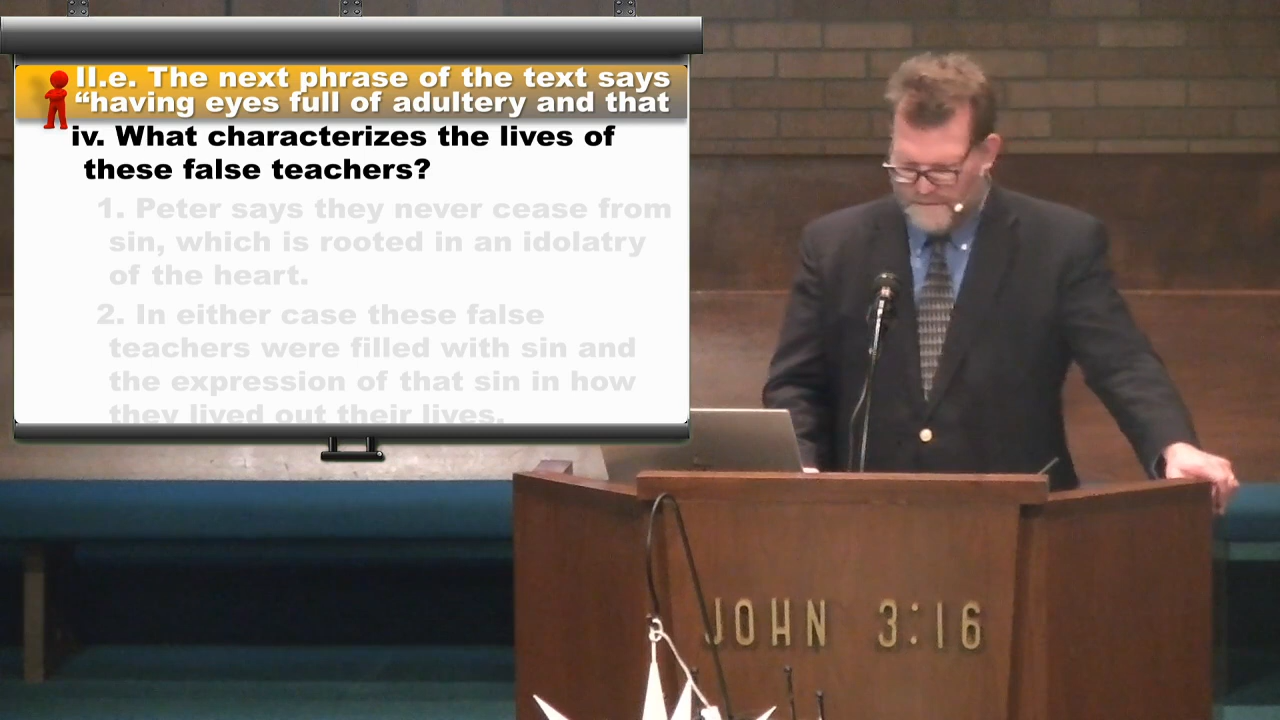 II.e. The next phrase of the text says
“having eyes full of adultery and that
iv. What characterizes the lives of
these false teachers?
1. Peter says they never cease from
sin, which is rooted in an idolatry
of the heart.
2. In either case these false
teachers were filled with sin and
the expression of that sin in how
they lived out their lives.
JOHN 3:16